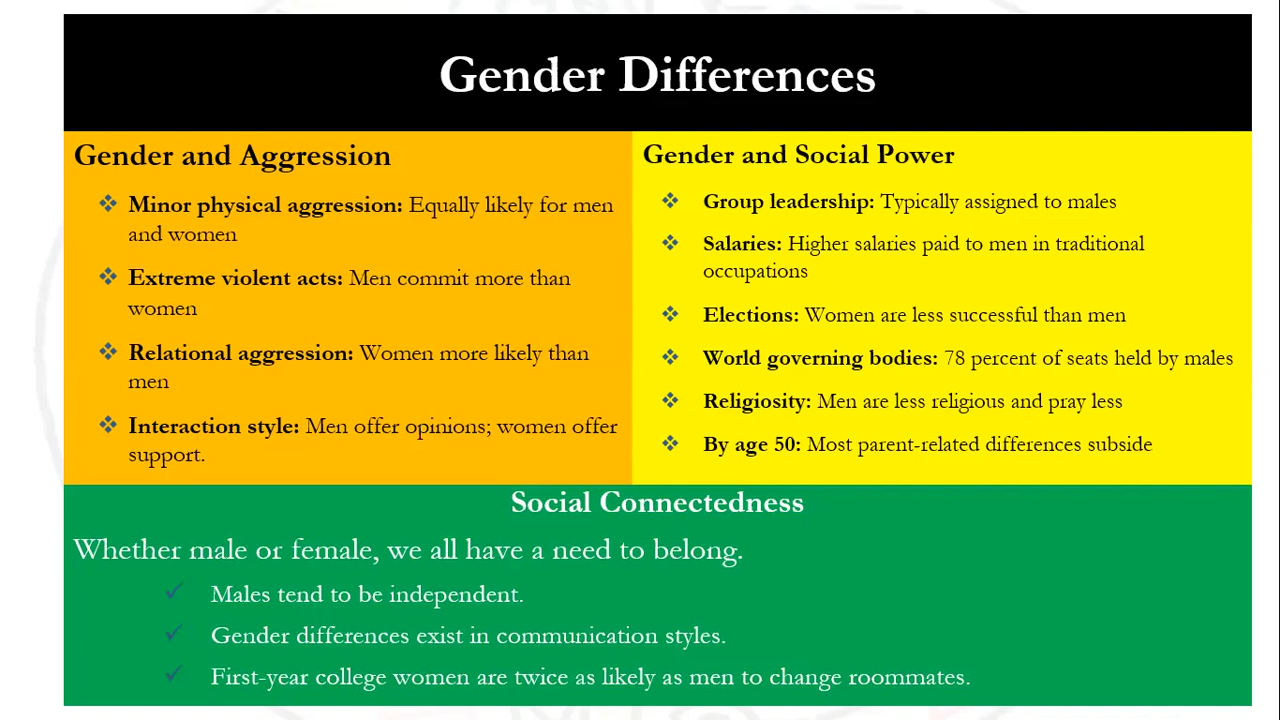 Gender Differences
Gender and Aggression
Minor physical aggression: Equally likely for men
and women
Extreme violent acts: Men commit more than
women
Relational aggression: Women more likely than
men
Interaction style: Men offer opinions; women offer
support.
Gender and Social Power
Group leadership: Typically assigned to males
Salaries: Higher salaries paid to men in traditional
occupations
Elections: Women are less successful than men
World governing bodies: 78 percent of seats held by males
Religiosity: Men are less religious and pray less
By age 50: Most parent-related differences subside
Social Connectedness
Whether male or female, we all have a need to belong.
Males tend to be independent.
Gender differences exist in communication styles.
First-year college women are twice as likely as men to change roommates.